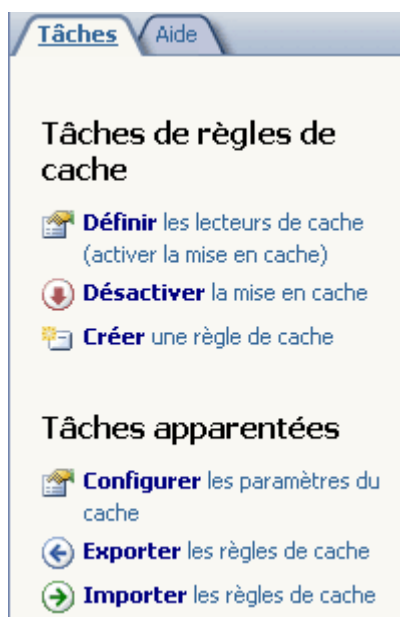 Tâches Aide
Tâches de règles de
cache
Définir les lecteurs de cache
(activer la mise en cache)
Désactiver la mise en cache
Créer une règle de cache
Tâches apparentées
Configurer les paramètres du
cache
Exporter les règles de cache
Importer les règles de cache